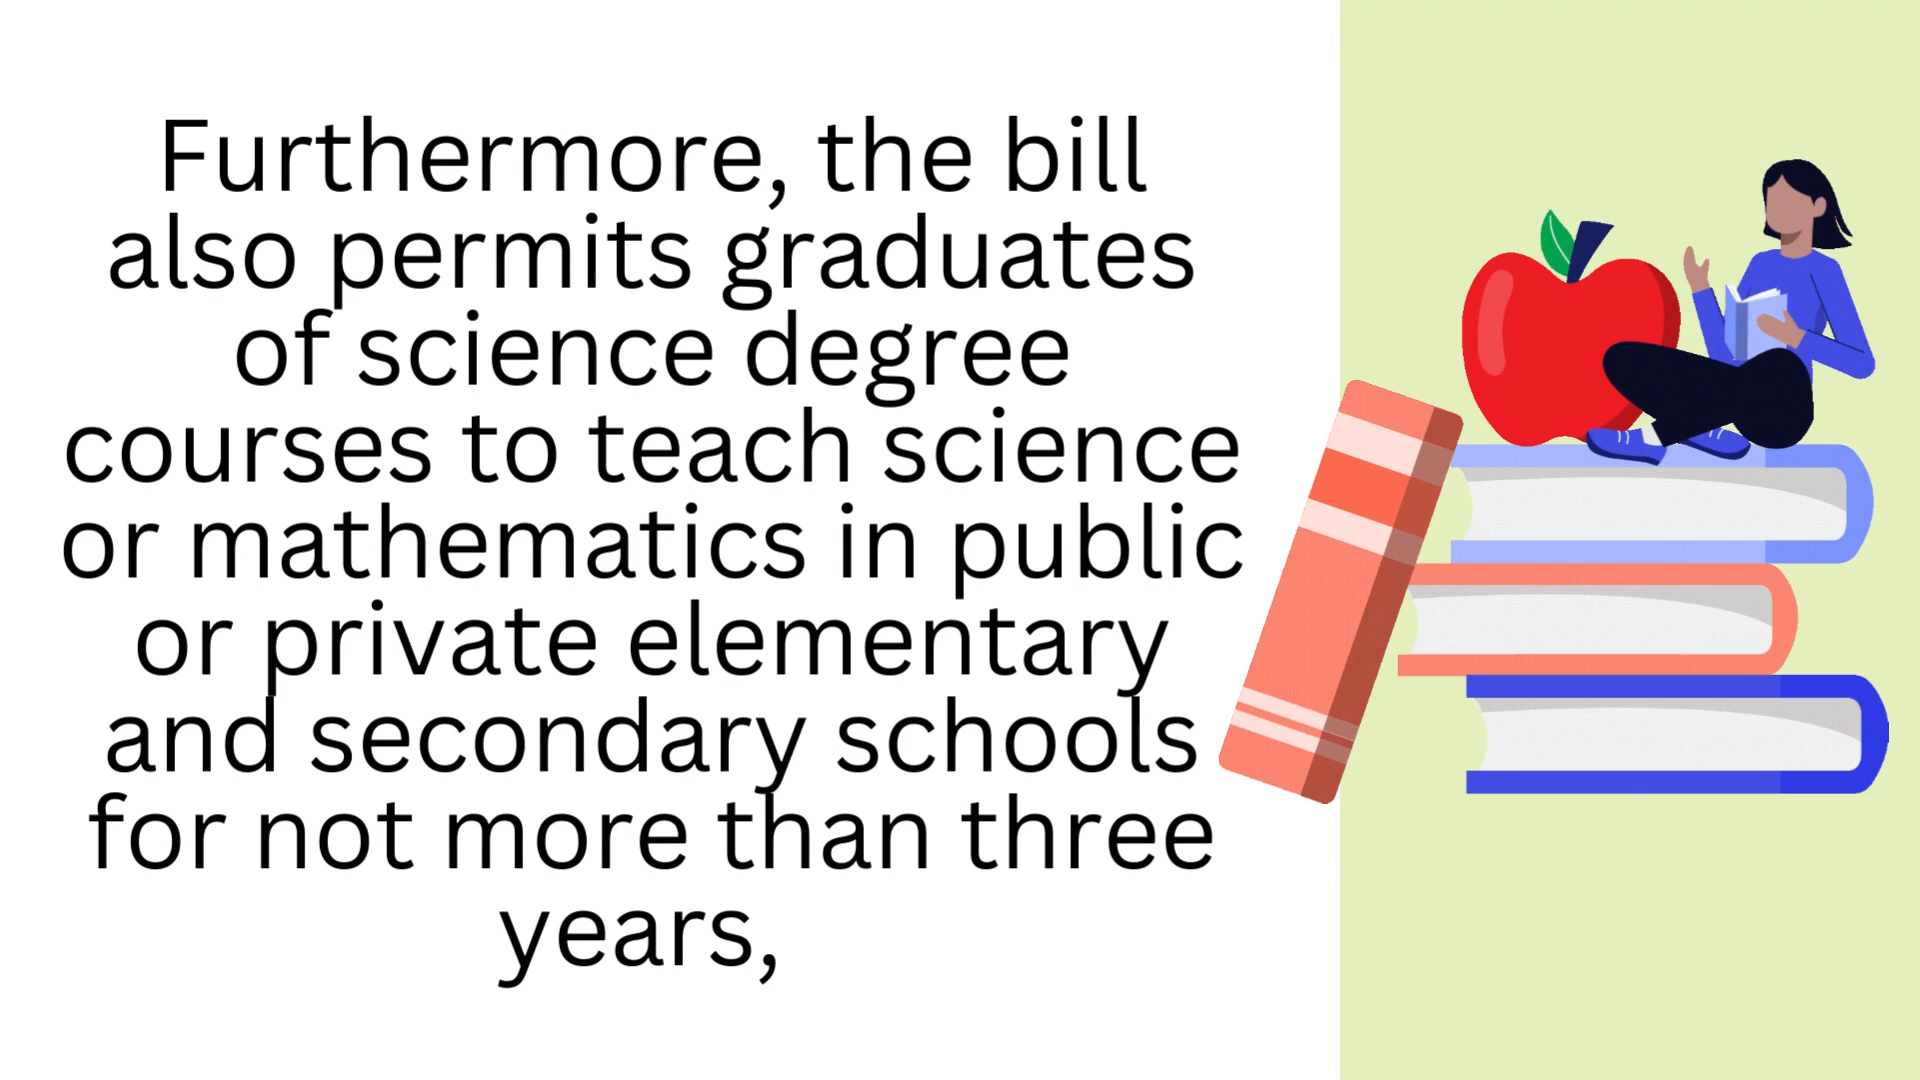 Furthermore, the bill
also permits graduates
of science degree
courses to teach science
or mathematics in public
or private elementary
and secondary schools
for not more than three
years,